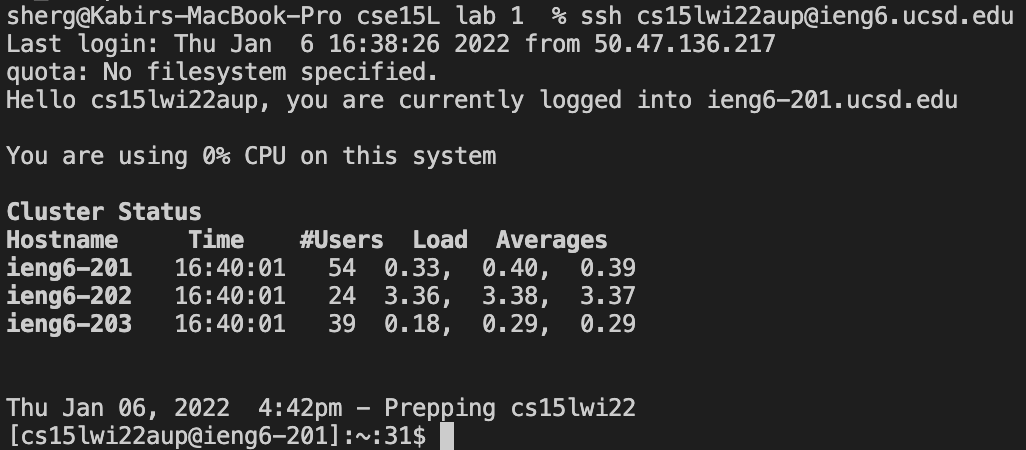 sherg@Kabirs-MacBook-Pro cse15L lab 1  % ssh cs15lwi22aup@ieng6.ucsd.edu
Last login: Thu Jan  6 16:38:26 2022 from 50.47.136.217
quota: No filesystem specified.
Hello cs15lwi22aup, you are currently logged into ieng6-201.ucsd.edu
You are using 0% CPU on this system
Cluster Status
Hostname     Time    #Users  Load  Averages
ieng6-201   16:40:01   54  0.33,  0.40,  0.39
ieng6-202   16:40:01   24  3.36,  3.38,  3.37
ieng6-203   16:40:01   39  0.18,  0.29,  0.29
Thu Jan 06, 2022  4:42pm - Prepping cs15lwi22
[cs15lwi22aup@ieng6-201]:~:31$